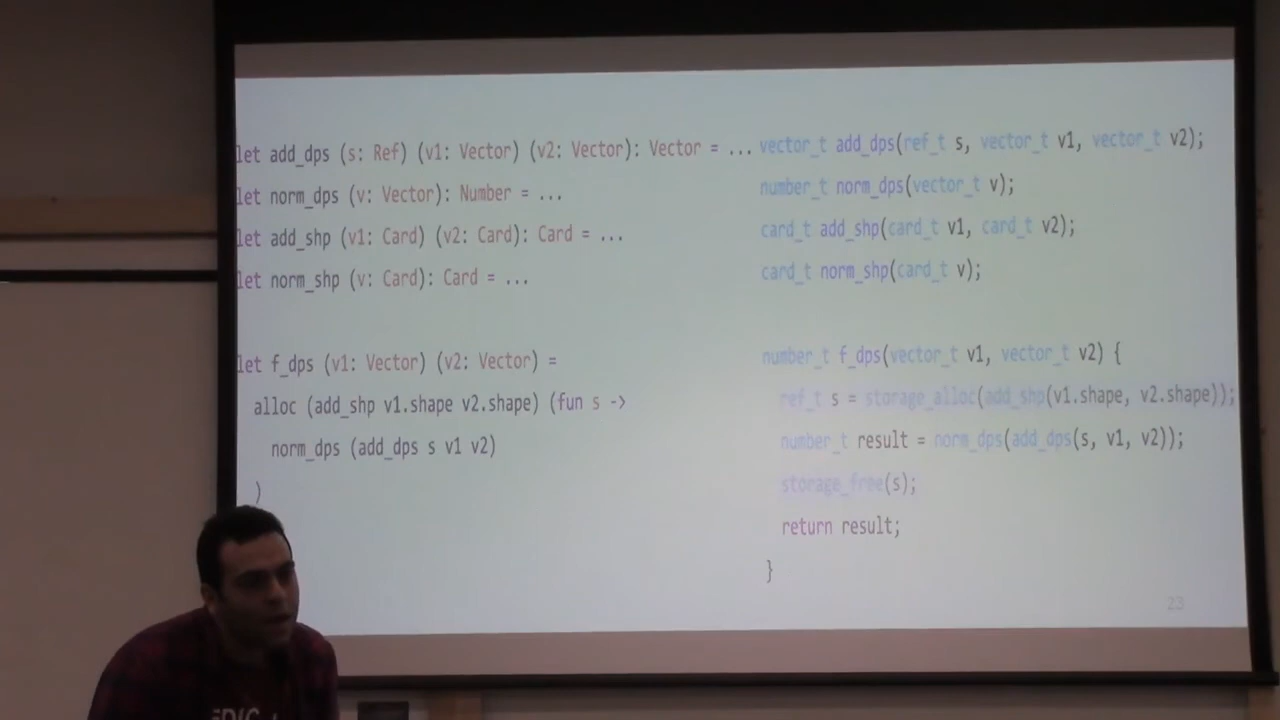 let add_dps (s: Ref) (v1: Vector) (v2: Vector): Vector = ...
let norm_dps (v: Vector): Number = ...
let add_shp (v1: Card) (v2: Card): Card = ...
let norm_shp (v: Card): Card = ...
let f_dps (v1: Vector) (v2: Vector) =
alloc (add_shp v1.shape v2.shape) (fun s ->
norm_dps (add_dps s v1 v2)
)
vector_t add_dps(ref_t s, vector_t v1, vector_t v2);
number_t norm_dps(vector_t v);
card_t add_shp(card_t v1, card_t v2);
card_t norm_shp(card_t v);
number_t f_dps(vector_t v1, vector_t v2) {
ref_t s = storage_alloc(add_shp(v1.shape, v2.shape));
number_t result = norm_dps(add_dps(s, v1, v2));
storage_free(s);
return result;
}
23